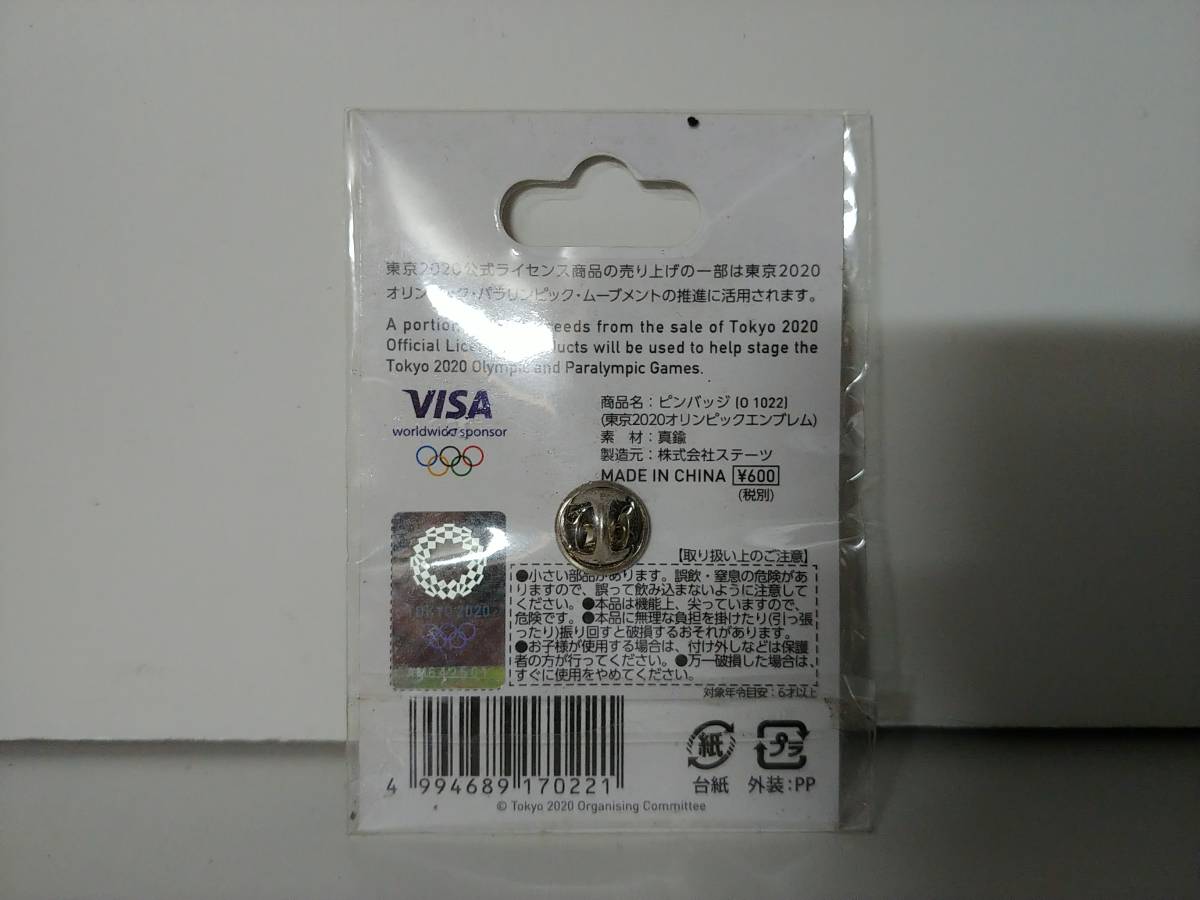 東京2020公式ライセンス商品の売り上げの一部は東京2020
オリンピック・パラリンピック・ムーブメントの推進に活用されます。
A portion eeds from the sale of Tokyo 2020
Official Lice ducts will be used to help stage the
Tokyo 2020 Olympic and Paralympic Games.
VISA
worldwide sponsor
商品名：ピンバッジ (O 1022)
(東京2020オリンピックエンブレム)
素 材：真鍮
製造元：株式会社ステーツ
MADE IN CHINA ¥600
(税別)
TOKYO 2020
【取り扱い上のご注意】
●小さい部品があります。誤飲・窒息の危険があ
りますので、誤って飲み込まないように注意して
ください。●本品は機能上、尖っていますので、
危険です。●本品に無理な負担を掛けたり(引っ張
ったり)振り回すと破損するおそれがあります。
●お子様が使用する場合は、付け外しなどは保護
者の方が行ってください。●万一破損した場合は、
すぐに使用をやめてください。
対象年令目安：6才以上
4 994689 170221
紙
プラ
台紙 外装：PP
© Tokyo 2020 Organising Committee